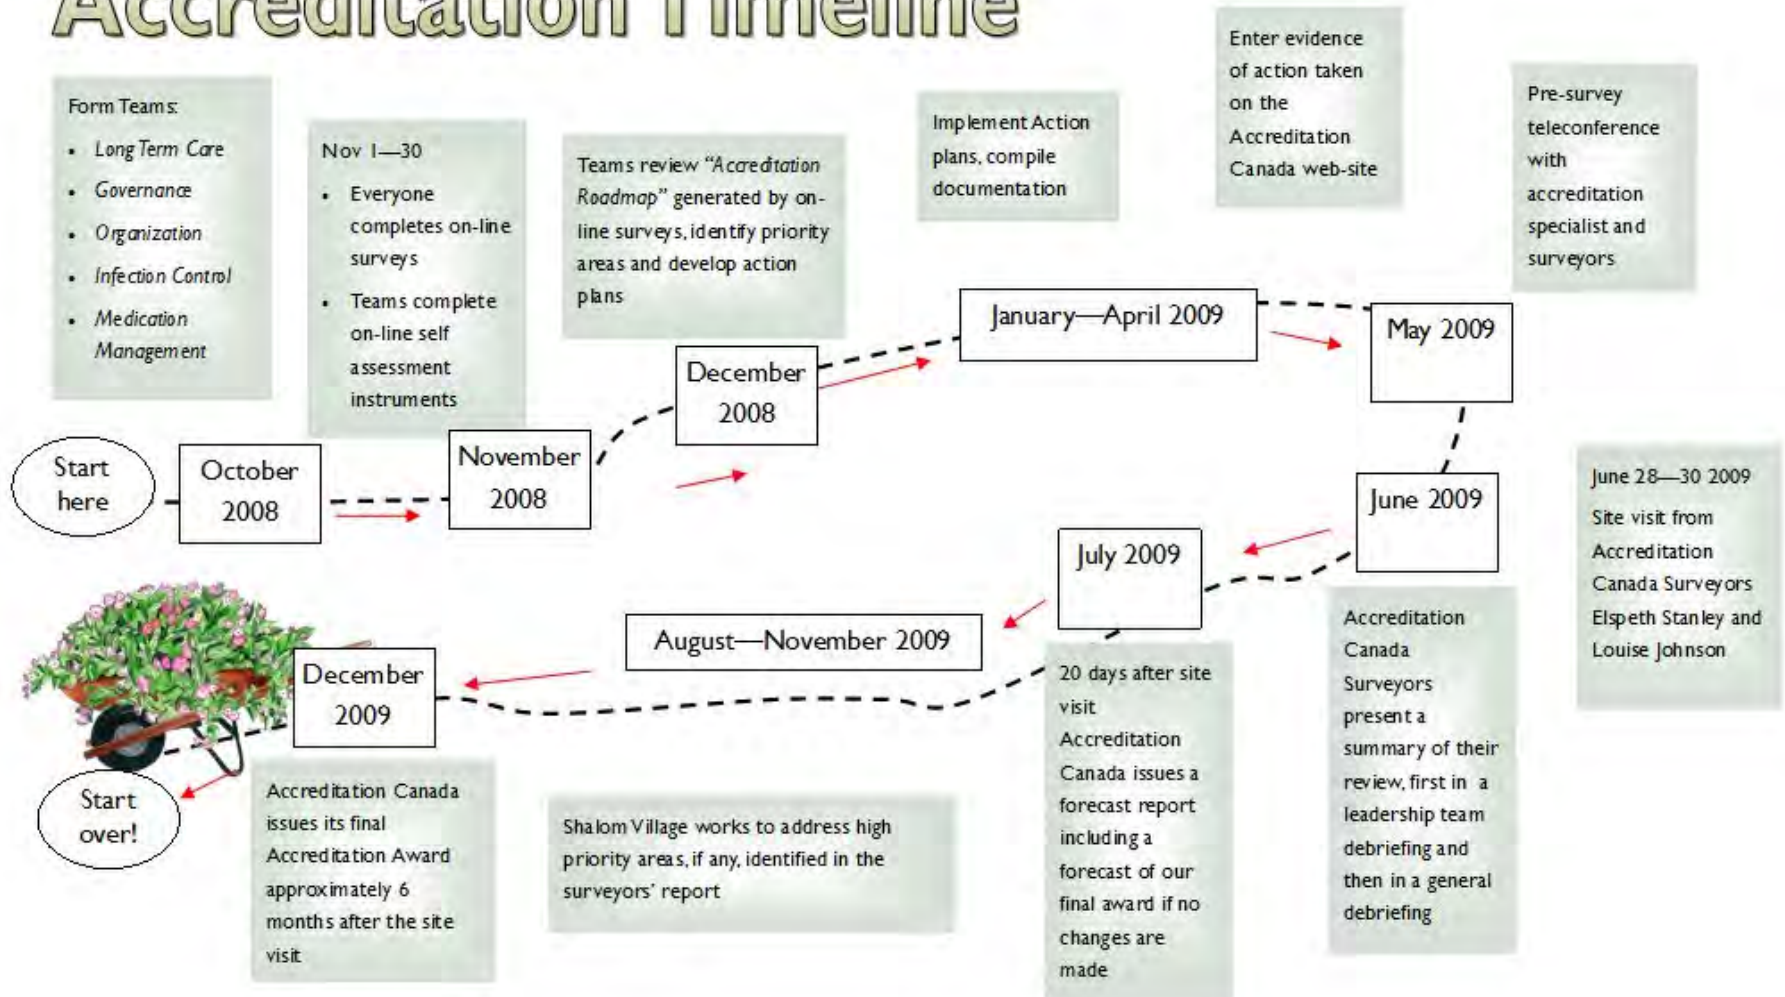 Accreditation Timeline
Form Teams:
• Long Term Care
• Governance
• Organization
• Infection Control
• Medication
Management
Nov 1—30
• Everyone
completes on-line
surveys
• Teams complete
on-line self
assessment
instruments
Teams review “Accreditation
Roadmap” generated by on-
line surveys, identify priority
areas and develop action
plans
Implement Action
plans, compile
documentation
Enter evidence
of action taken
on the
Accreditation
Canada web-site
Pre-survey
teleconference
with
accreditation
specialist and
surveyors
Start
here
October
2008
November
2008
December
2008
January—April 2009
May 2009
June 2009
June 28—30 2009
Site visit from
Accreditation
Canada Surveyors
Elspeth Stanley and
Louise Johnson
Accreditation
Canada
Surveyors
present a
summary of their
review, first in a
leadership team
debriefing and
then in a general
debriefing
July 2009
20 days after site
visit
Accreditation
Canada issues a
forecast report
including a
forecast of our
final award if no
changes are
made
August—November 2009
Shalom Village works to address high
priority areas, if any, identified in the
surveyors’ report
December
2009
Accreditation Canada
issues its final
Accreditation Award
approximately 6
months after the site
visit
Start
over!